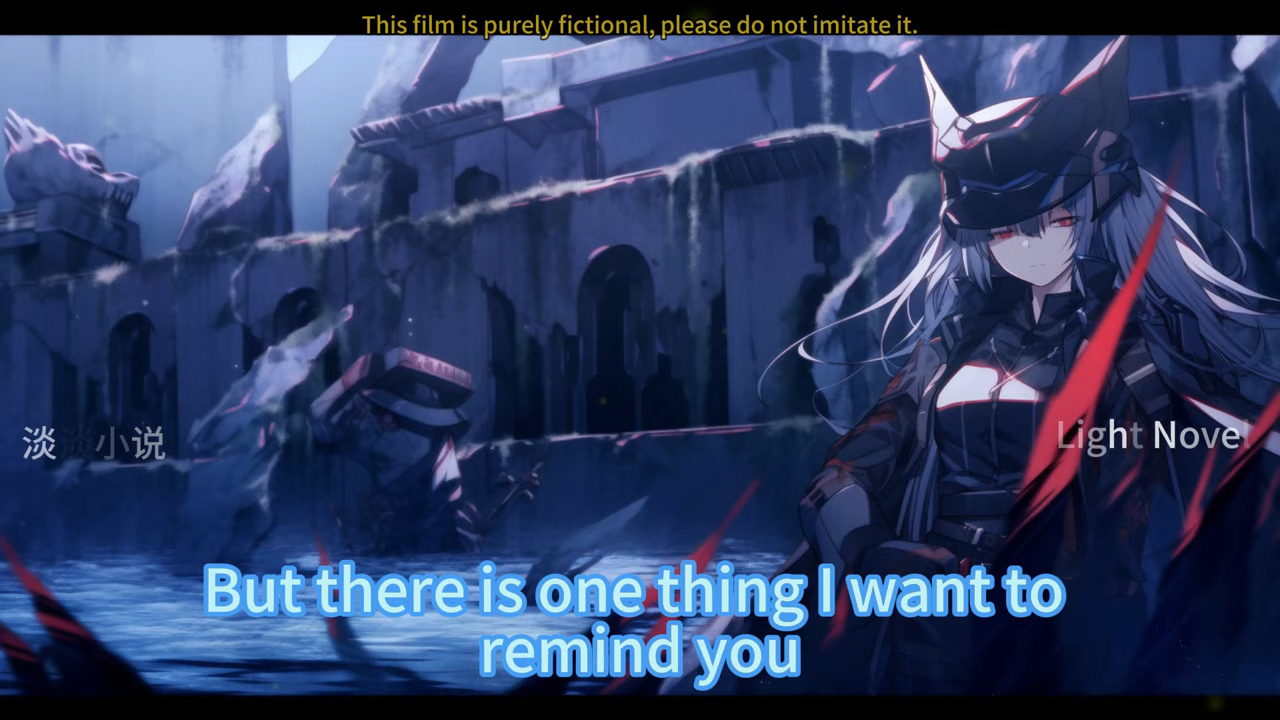 This film is purely fictional, please do not imitate it.
淡淡小说
Light Novel
But there is one thing I want to
remind you